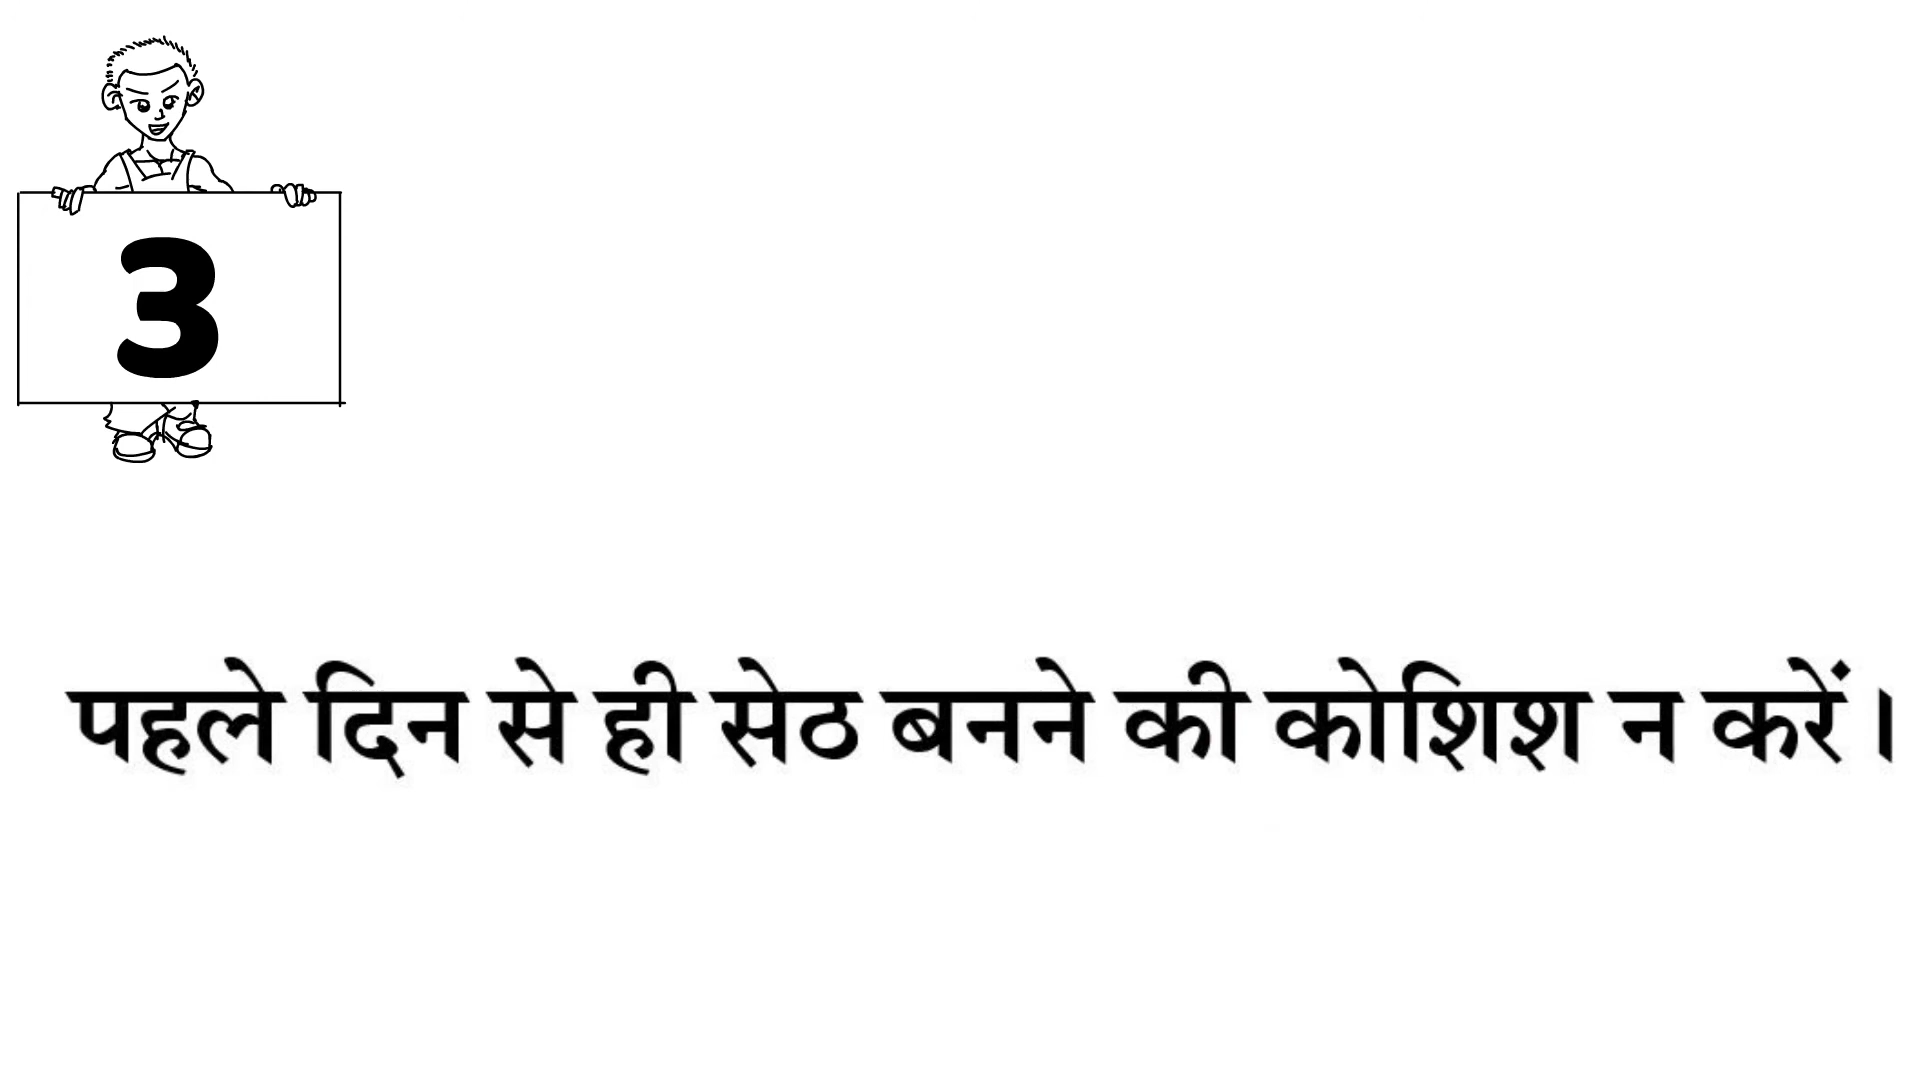 3
पहले दिन से ही सेठ बनने की कोशिश न करें।